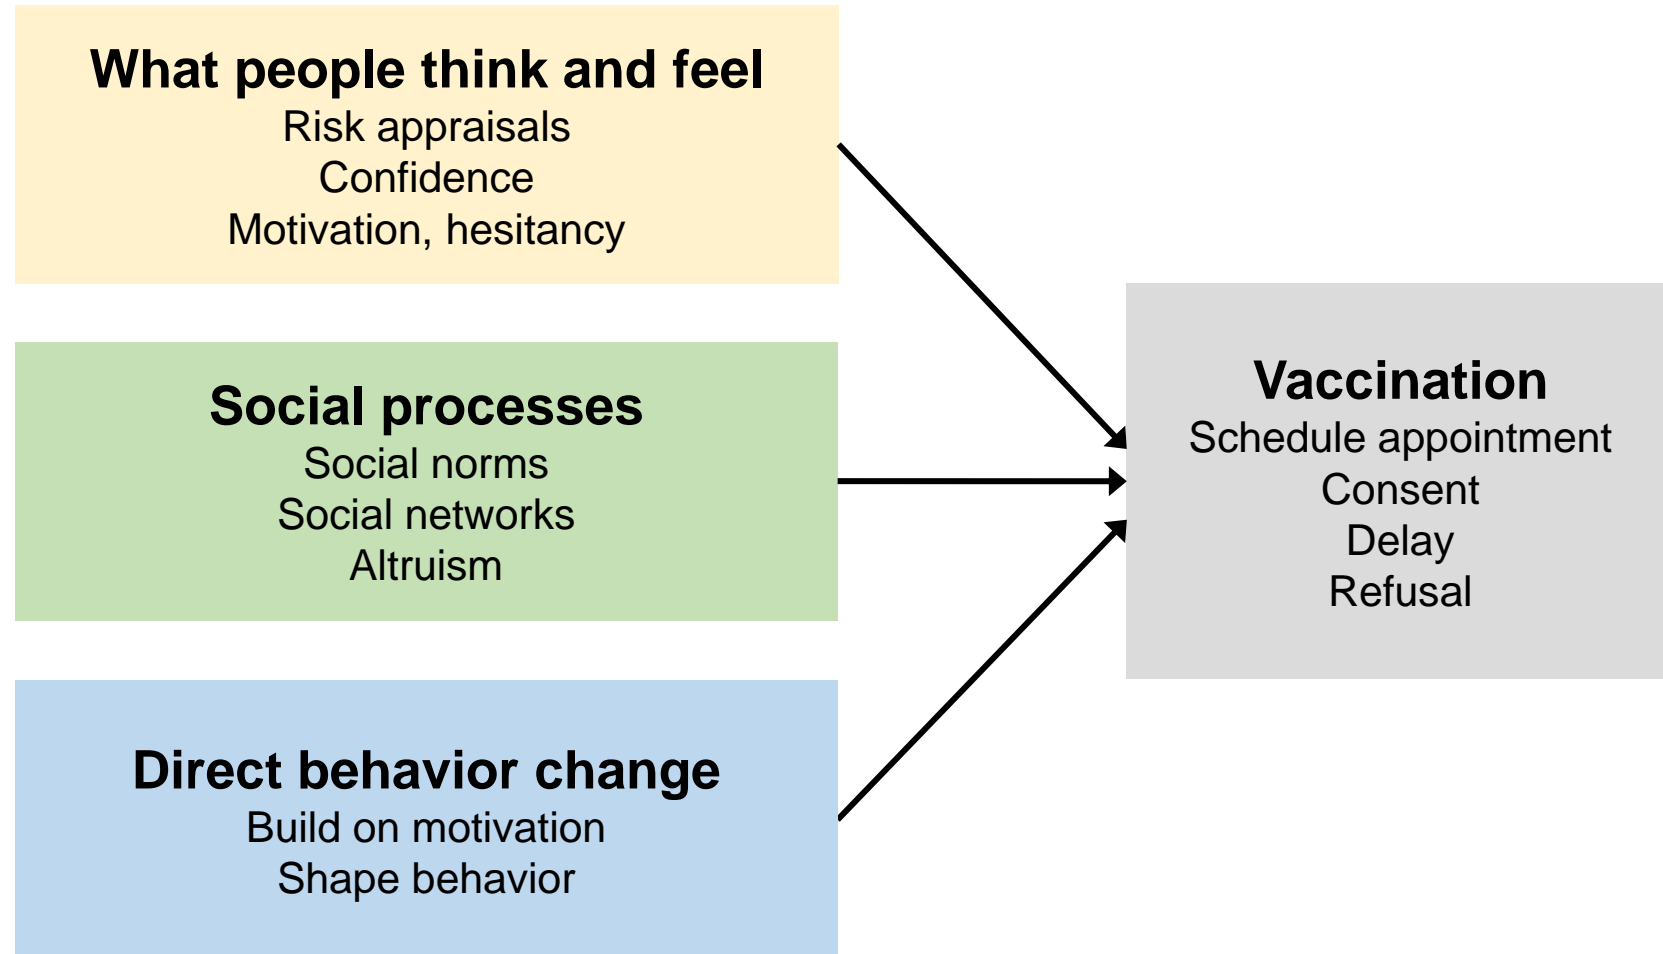 What people think and feel
Risk appraisals
Confidence
Motivation, hesitancy
Social processes
Social norms
Social networks
Altruism
Direct behavior change
Build on motivation
Shape behavior
Vaccination
Schedule appointment
Consent
Delay
Refusal